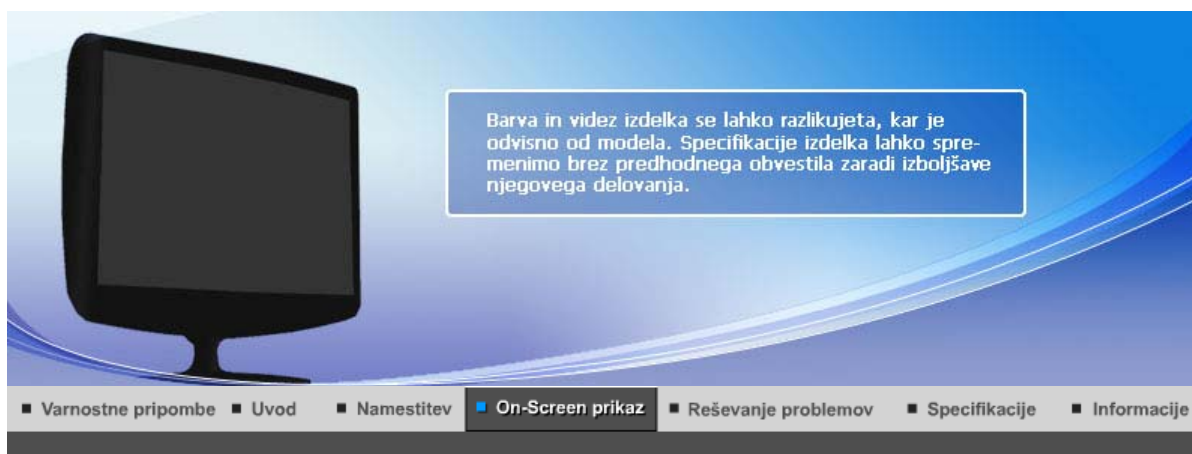 Barva in videz izdelka se lahko razlikujeta, kar je
odvisno od modela. Specifikacije izdelka lahko spre-
menimo brez predhodnega obvestila zaradi izboljšave
njegovega delovanja.
Varnostne pripombe Uvod Namestitev On-Screen prikaz Reševanje problemov Specifikacije Informacije